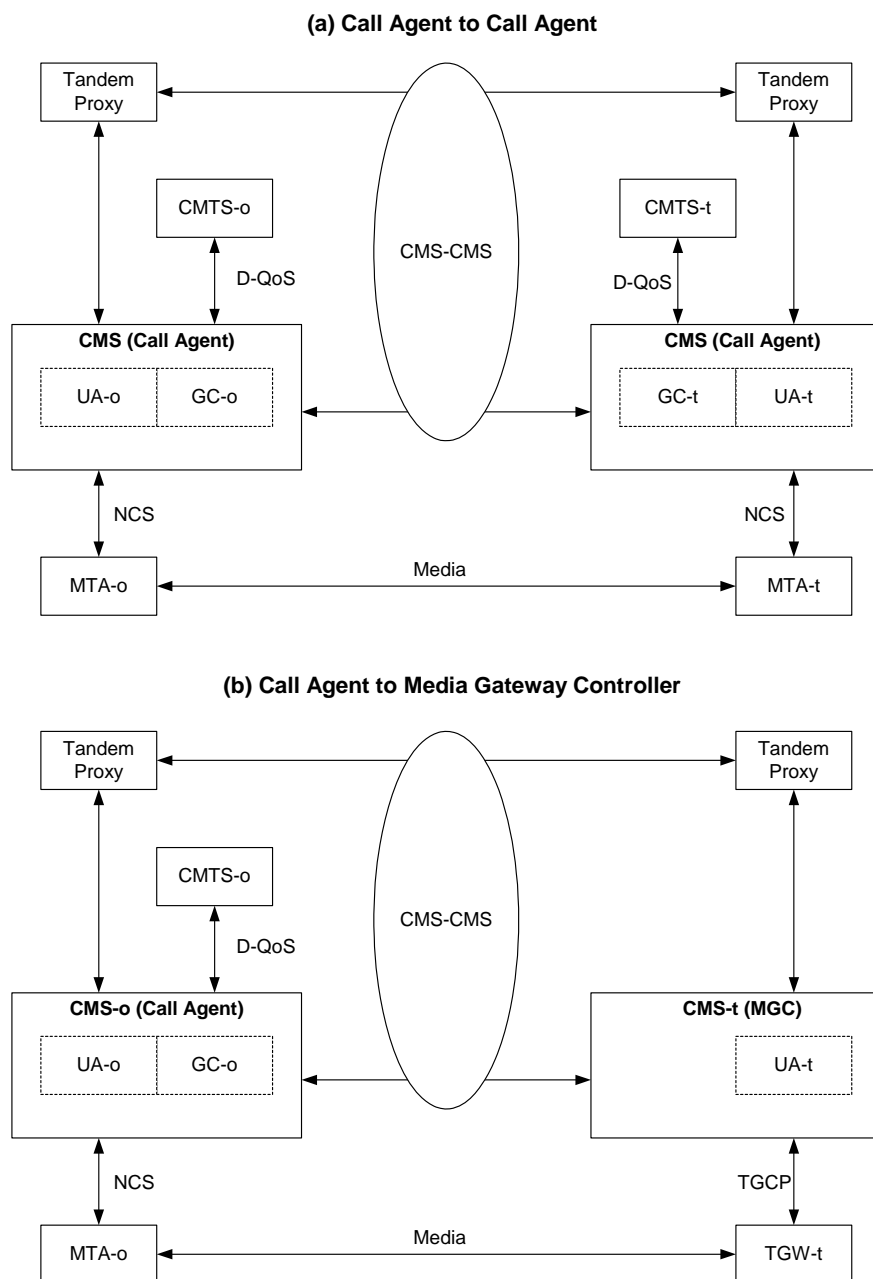 (a) Call Agent to Call Agent
Tandem
Proxy
Tandem
Proxy
CMTS-o
CMTS-t
CMS-CMS
D-QoS
D-QoS
CMS (Call Agent)
CMS (Call Agent)
UA-o
GC-o
GC-t
UA-t
NCS
NCS
Media
MTA-o
MTA-t
(b) Call Agent to Media Gateway Controller
Tandem
Proxy
Tandem
Proxy
CMTS-o
CMS-CMS
D-QoS
CMS-o (Call Agent)
CMS-t (MGC)
UA-o
GC-o
UA-t
NCS
TGCP
Media
MTA-o
TGW-t